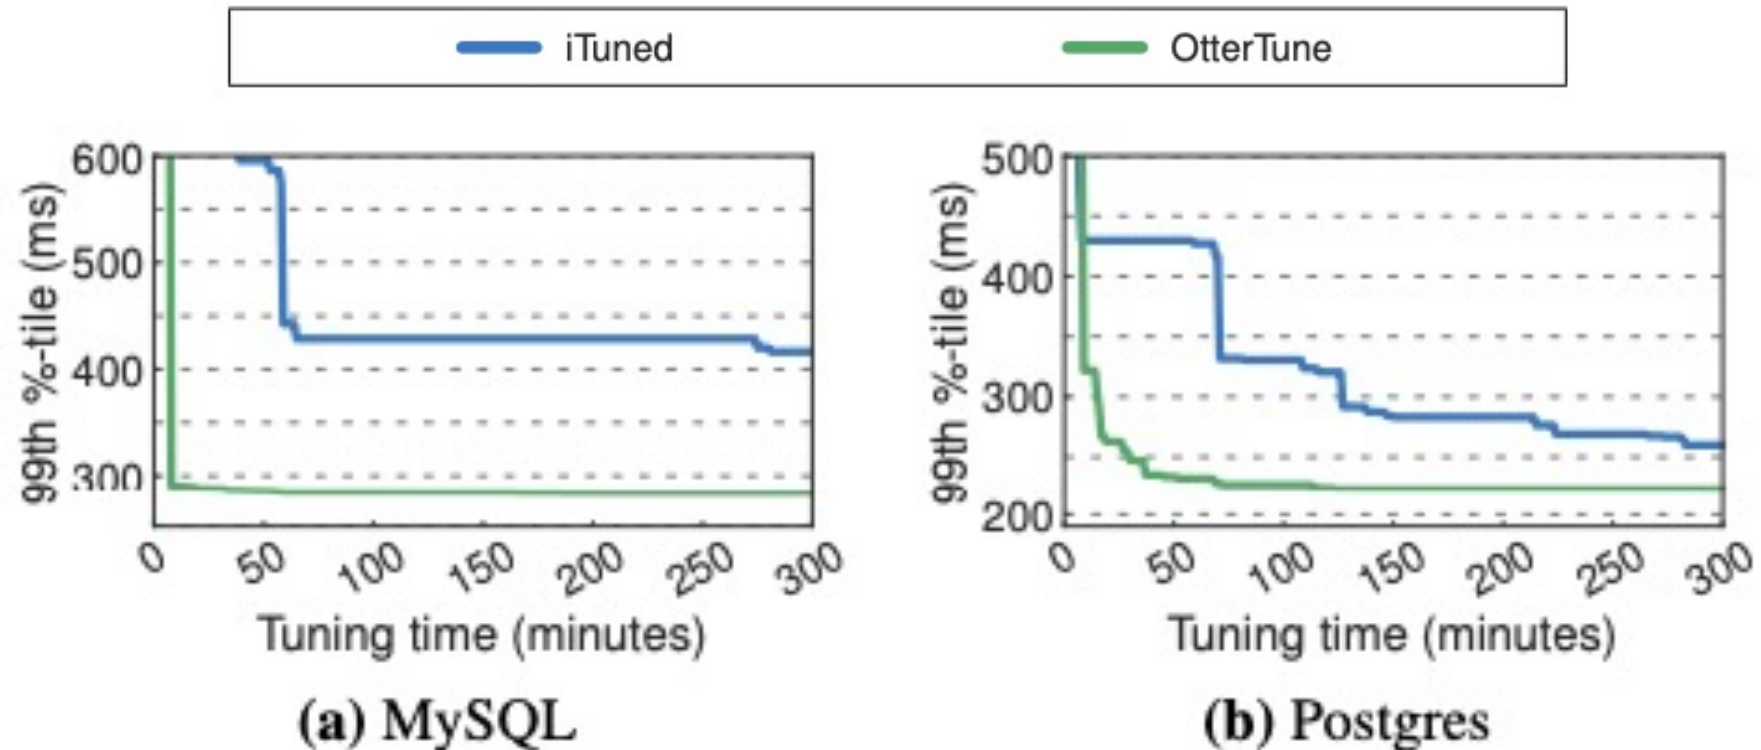 iTuned OtterTune
600
500
400
300
99th %-tile (ms)
0 50 100 150 200 250 300
Tuning time (minutes)
(a) MySQL
500
400
300
200
99th %-tile (ms)
0 50 100 150 200 250 300
Tuning time (minutes)
(b) Postgres